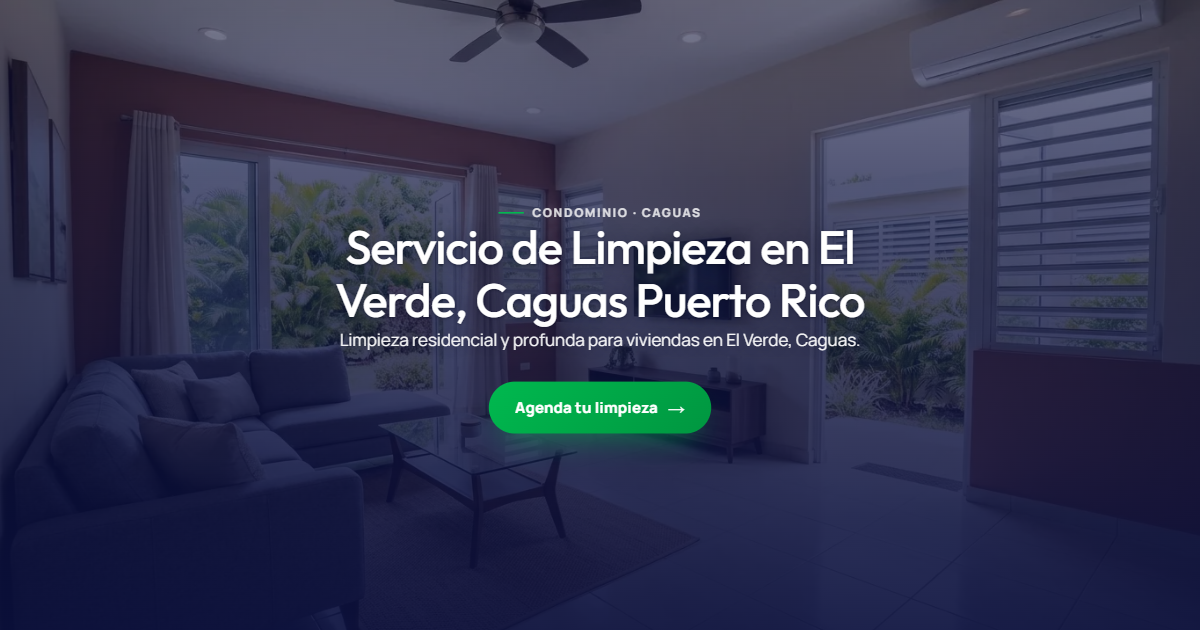 CONDOMINIO · CAGUAS
Servicio de Limpieza en El
Verde, Caguas Puerto Rico
Limpieza residencial y profunda para viviendas en El Verde, Caguas.
Agenda tu limpieza →